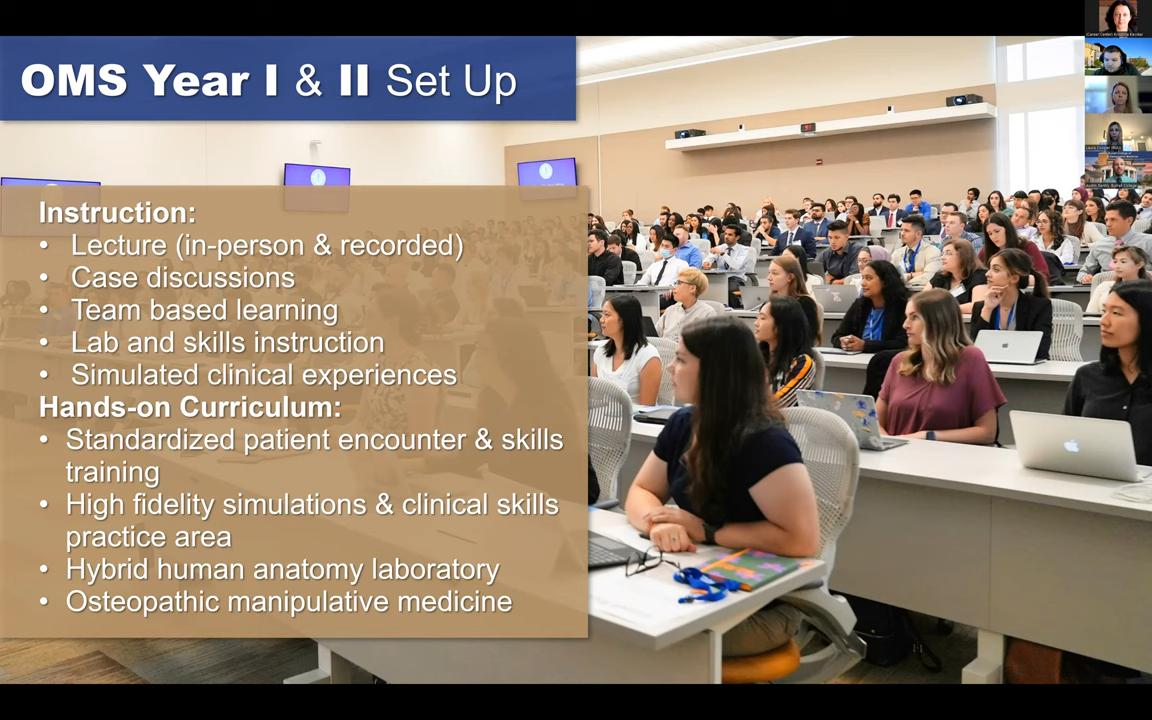 OMS Year I & II Set Up
Instruction:
• Lecture (in-person & recorded)
• Case discussions
• Team based learning
• Lab and skills instruction
• Simulated clinical experiences
Hands-on Curriculum:
• Standardized patient encounter & skills
training
• High fidelity simulations & clinical skills
practice area
• Hybrid human anatomy laboratory
• Osteopathic manipulative medicine